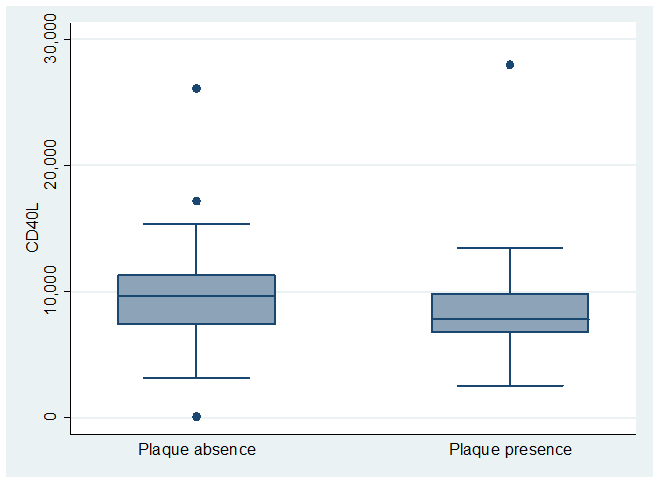 CD40L
30,000
20,000
10,000
0
Plaque absence
Plaque presence